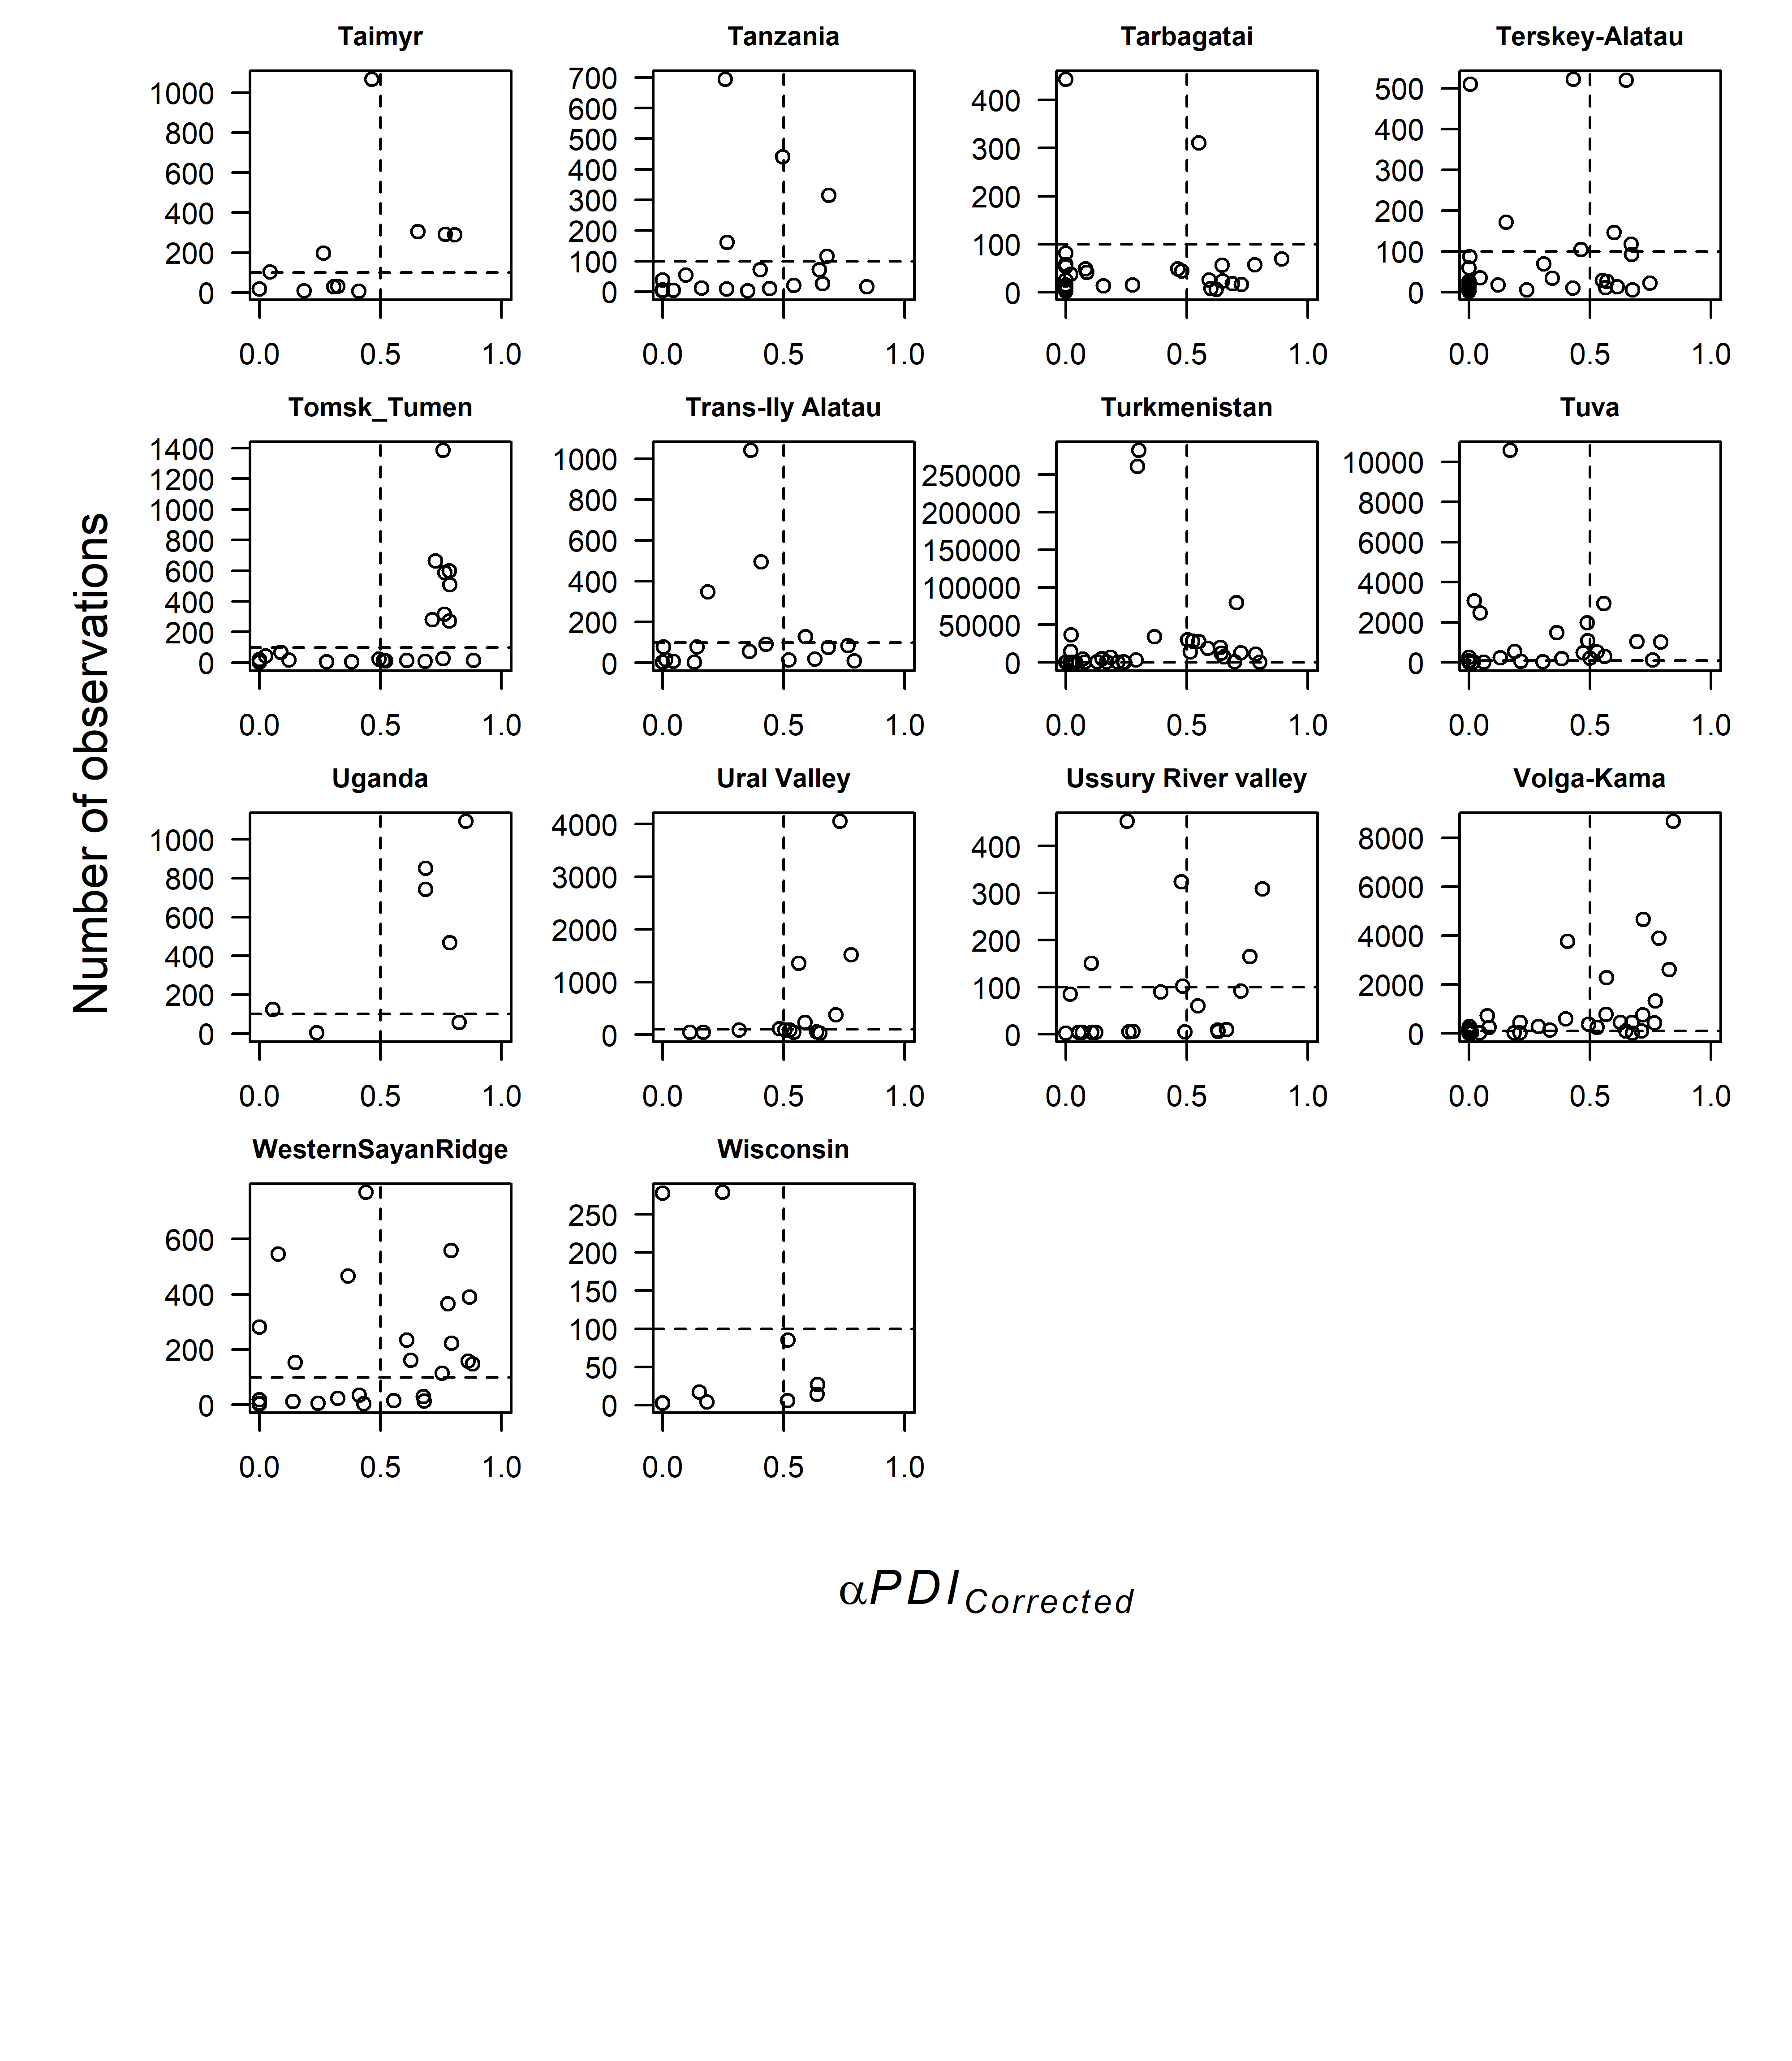 Taimyr Tanzania Tarbagatai Terskey-Alatau
1000 800 600 400 200 0
700 600 500 400 300 200 100 0
400 300 200 100 0
500 400 300 200 100 0
0.0 0.5 1.0 0.0 0.5 1.0 0.0 0.5 1.0 0.0 0.5 1.0
Tomsk_Tumen Trans-Ily Alatau Turkmenistan Tuva
1400 1200 1000 800 600 400 200 0
1000 800 600 400 200 0
250000 200000 150000 100000 50000 0
10000 8000 6000 4000 2000 0
0.0 0.5 1.0 0.0 0.5 1.0 0.0 0.5 1.0 0.0 0.5 1.0
Number of observations
Uganda Ural Valley Ussury River valley Volga-Kama
1000 800 600 400 200 0
4000 3000 2000 1000 0
400 300 200 100 0
8000 6000 4000 2000 0
0.0 0.5 1.0 0.0 0.5 1.0 0.0 0.5 1.0 0.0 0.5 1.0
WesternSayanRidge Wisconsin
600 400 200 0
250 200 150 100 50 0
0.0 0.5 1.0 0.0 0.5 1.0
αPDI Corrected